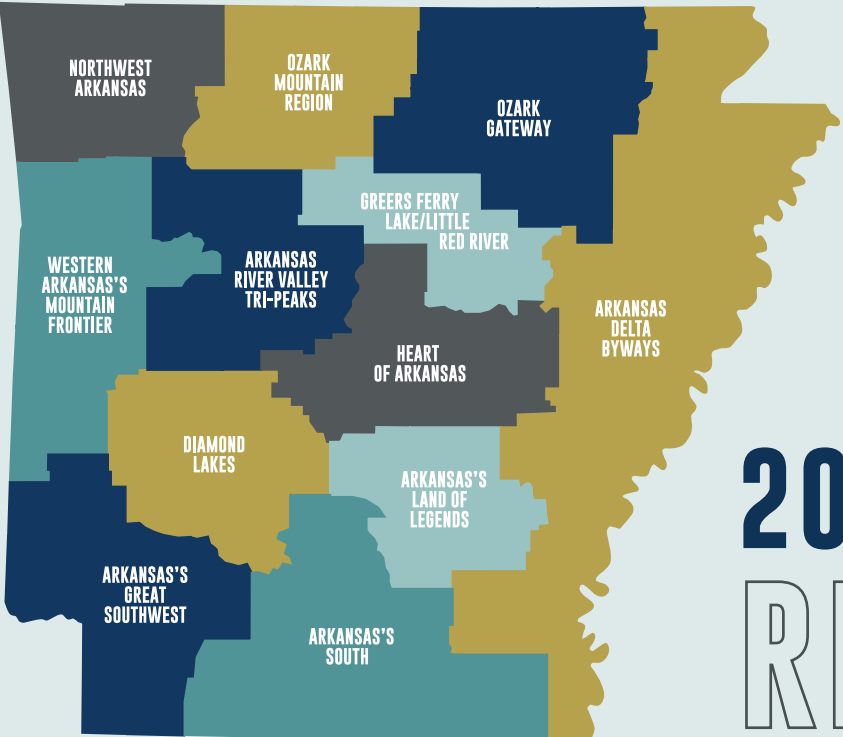 NORTHWEST
ARKANSAS
OZARK
MOUNTAIN
REGION
OZARK
GATEWAY
GREERS FERRY
LAKE/LITTLE
RED RIVER
WESTERN
ARKANSAS'S
MOUNTAIN
FRONTIER
ARKANSAS
RIVER VALLEY
TRI-PEAKS
ARKANSAS
DELTA
BYWAYS
HEART
OF ARKANSAS
DIAMOND
LAKES
ARKANSAS'S
LAND OF
LEGENDS
ARKANSAS'S
GREAT
SOUTHWEST
ARKANSAS'S
SOUTH
20
R